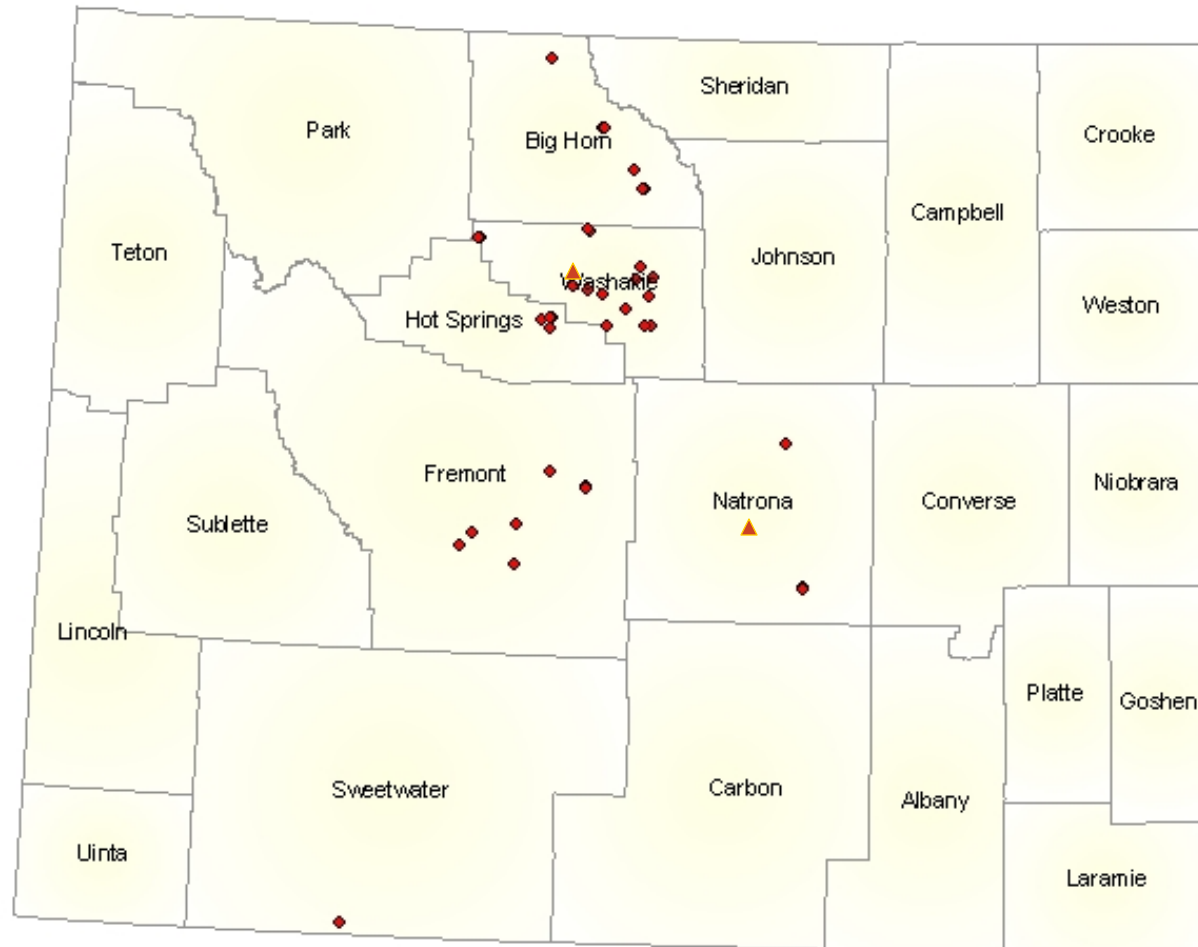 Sheridan
Park
Crooke
Big Horn
Campbell
Teton
Johnson
Washakie
Weston
Hot Springs
Fremont
Niobrara
Natrona
Converse
Sublette
Lincoln
Platte
Goshen
Sweetwater
Carbon
Albany
Uinta
Laramie